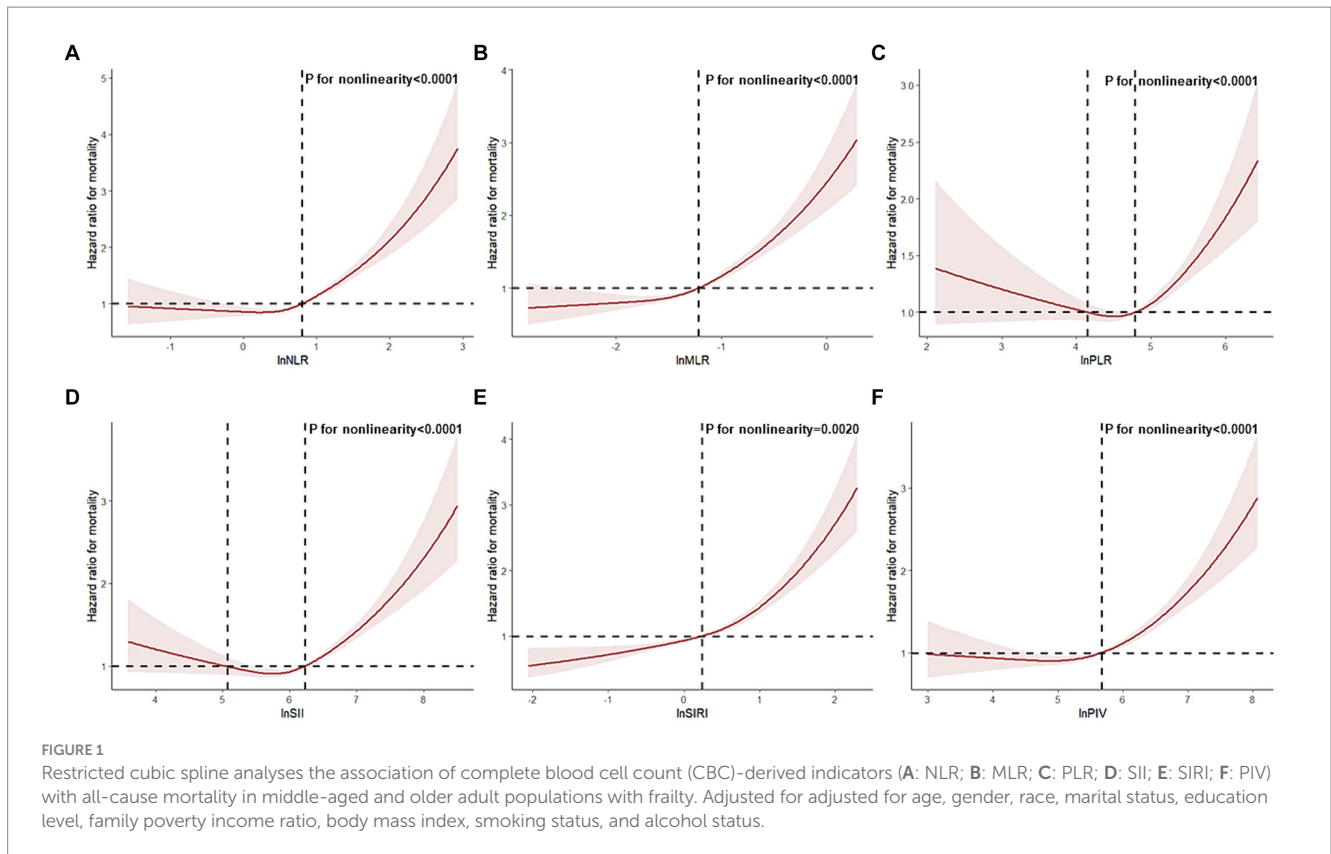 A
P for nonlinearity<0.0001
Hazard ratio for mortality
5
4
3
2
1
-1
0
1
2
3
lnNLR
B
P for nonlinearity<0.0001
Hazard ratio for mortality
4
3
2
1
-2
-1
0
lnMLR
C
P for nonlinearity<0.0001
Hazard ratio for mortality
3.0
2.5
2.0
1.5
1.0
2
3
4
5
6
lnPLR
D
P for nonlinearity<0.0001
Hazard ratio for mortality
3
2
1
4
5
6
7
8
lnSII
E
P for nonlinearity=0.0020
Hazard ratio for mortality
4
3
2
1
-2
-1
0
1
2
lnSIRI
F
P for nonlinearity<0.0001
Hazard ratio for mortality
3
2
1
3
4
5
6
7
8
lnPIV
FIGURE 1
Restricted cubic spline analyses the association of complete blood cell count (CBC)-derived indicators (A: NLR; B: MLR; C: PLR; D: SII; E: SIRI; F: PIV)
with all-cause mortality in middle-aged and older adult populations with frailty. Adjusted for adjusted for age, gender, race, marital status, education
level, family poverty income ratio, body mass index, smoking status, and alcohol status.